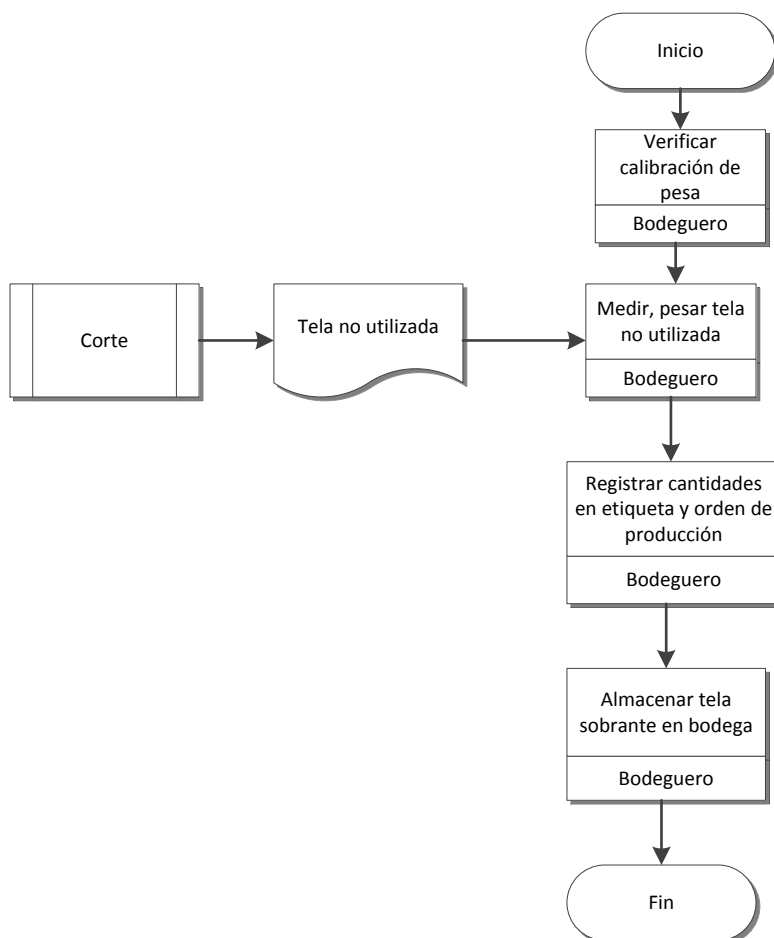 Inicio
Verificar
calibración de
pesa
Bodeguero
Corte
Tela no utilizada
Medir, pesar tela
no utilizada
Bodeguero
Registrar cantidades
en etiqueta y orden de
producción
Bodeguero
Almacenar tela
sobrante en bodega
Bodeguero
Fin